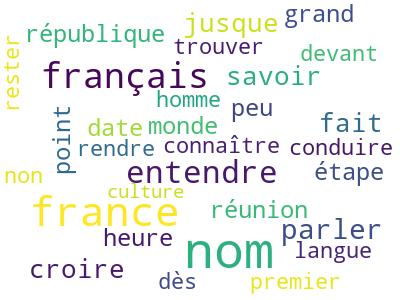 grand
jusque
république
trouver
devant
rester
français
savoir
homme
peu
fait
date
monde
point
rendre
connaître
conduire
entendre
étape
non
culture
france
réunion
parler
heure
nom
langue
croire
dès
premier